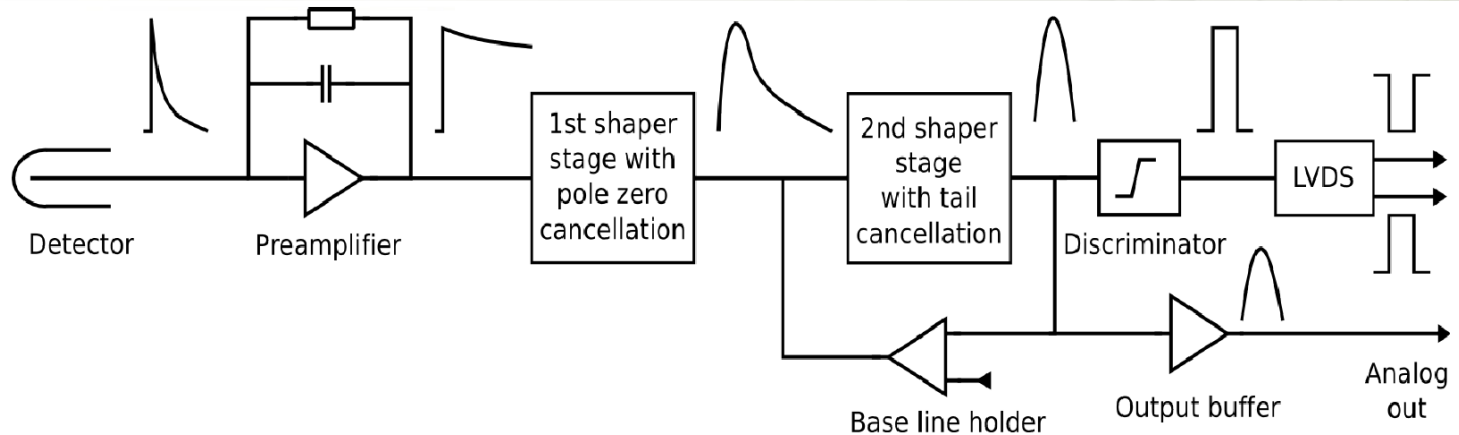 Detector
Preamplifier
1st shaper
stage with
pole zero
cancellation
2nd shaper
stage
with tail
cancellation
Discriminator
LVDS
Base line holder
Output buffer
Analog
out